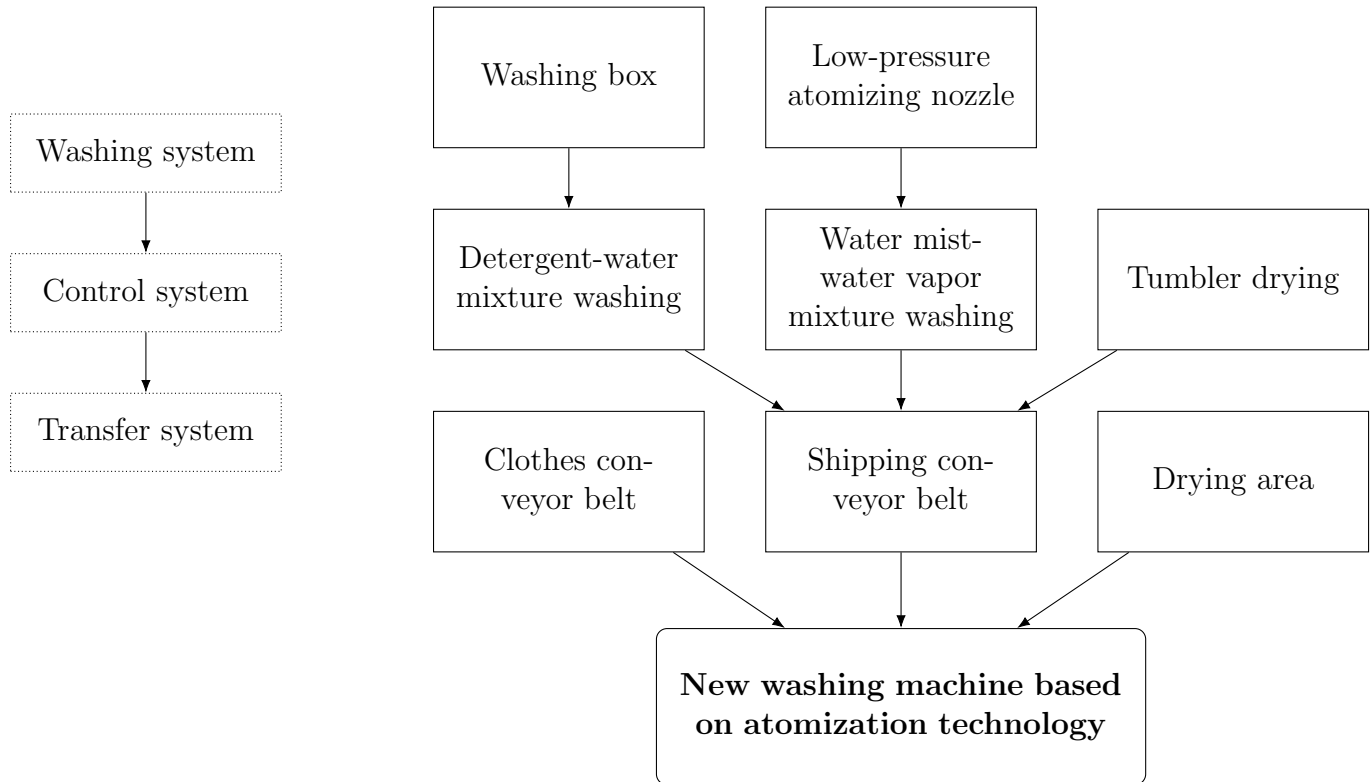 Washing box
Low-pressure
atomizing nozzle
Washing system
Detergent-water
mixture washing
Water mist-
water vapor
mixture washing
Tumbler drying
Control system
Transfer system
Clothes con-
veyor belt
Shipping con-
veyor belt
Drying area
New washing machine based
on atomization technology